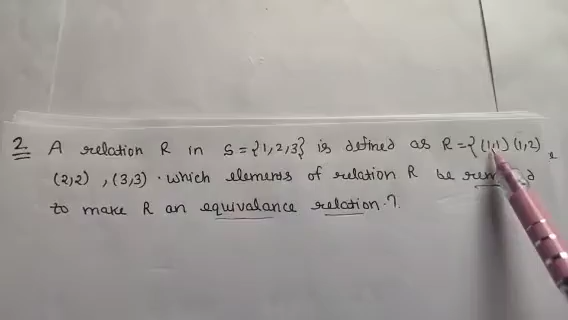 2. A relation R in S = {1,2,3} is defined as R = { (1,1) (1,2) ,
(2,2) , (3,3) . which elements of relation R be
to make R an equivalance relation.?